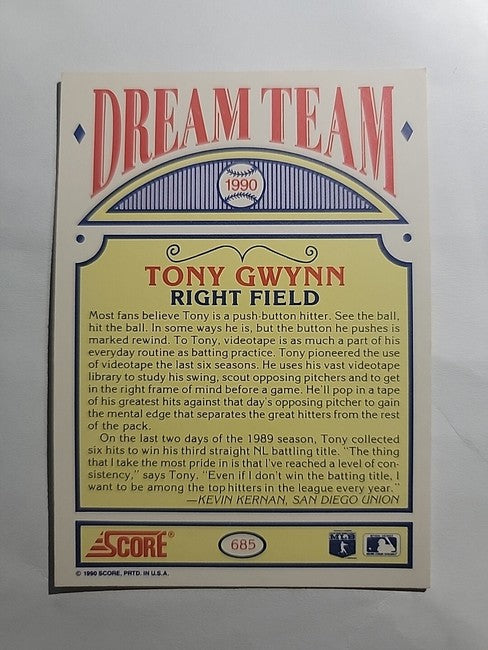 DREAM TEAM
1990
TONY GWYNN
RIGHT FIELD
Most fans believe Tony is a push-button hitter. See the ball,
hit the ball. In some ways he is, but the button he pushes is
marked rewind. To Tony, videotape is as much a part of his
everyday routine as batting practice. Tony pioneered the use
of videotape the last six seasons. He uses his vast videotape
library to study his swing, scout opposing pitchers and to get
in the right frame of mind before a game. He'll pop in a tape
of his greatest hits against that day's opposing pitcher to gain
the mental edge that separates the great hitters from the rest
of the pack.
On the last two days of the 1989 season, Tony collected
six hits to win his third straight NL battling title. "The thing
that I take the most pride in is that I've reached a level of con-
sistency," says Tony. "Even if I don't win the batting title, I
want to be among the top hitters in the league every year."
—KEVIN KERNAN, SAN DIEGO UNION
SCORE®
685
MLB
© 1990 SCORE, PRTD. IN U.S.A.